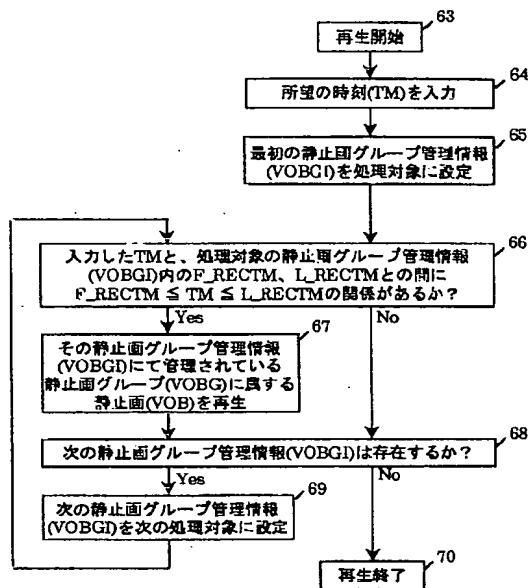 63
再生開始
64
所望の時刻(TM)を入力
65
最初の静止画グループ管理情報
(VOBGI)を処理対象に設定
66
入力したTMと、処理対象の静止画グループ管理情報
(VOBGI)内のF_RECTM、L_RECTMとの間に
F_RECTM ≦ TM ≦ L_RECTMの関係があるか？
Yes
No
67
その静止画グループ管理情報
(VOBGI)にて管理されている
静止画グループ(VOBG)に属する
静止画(VOB)を再生
68
次の静止画グループ管理情報(VOBGI)は存在するか？
Yes
No
69
次の静止画グループ管理情報
(VOBGI)を次の処理対象に設定
70
再生終了